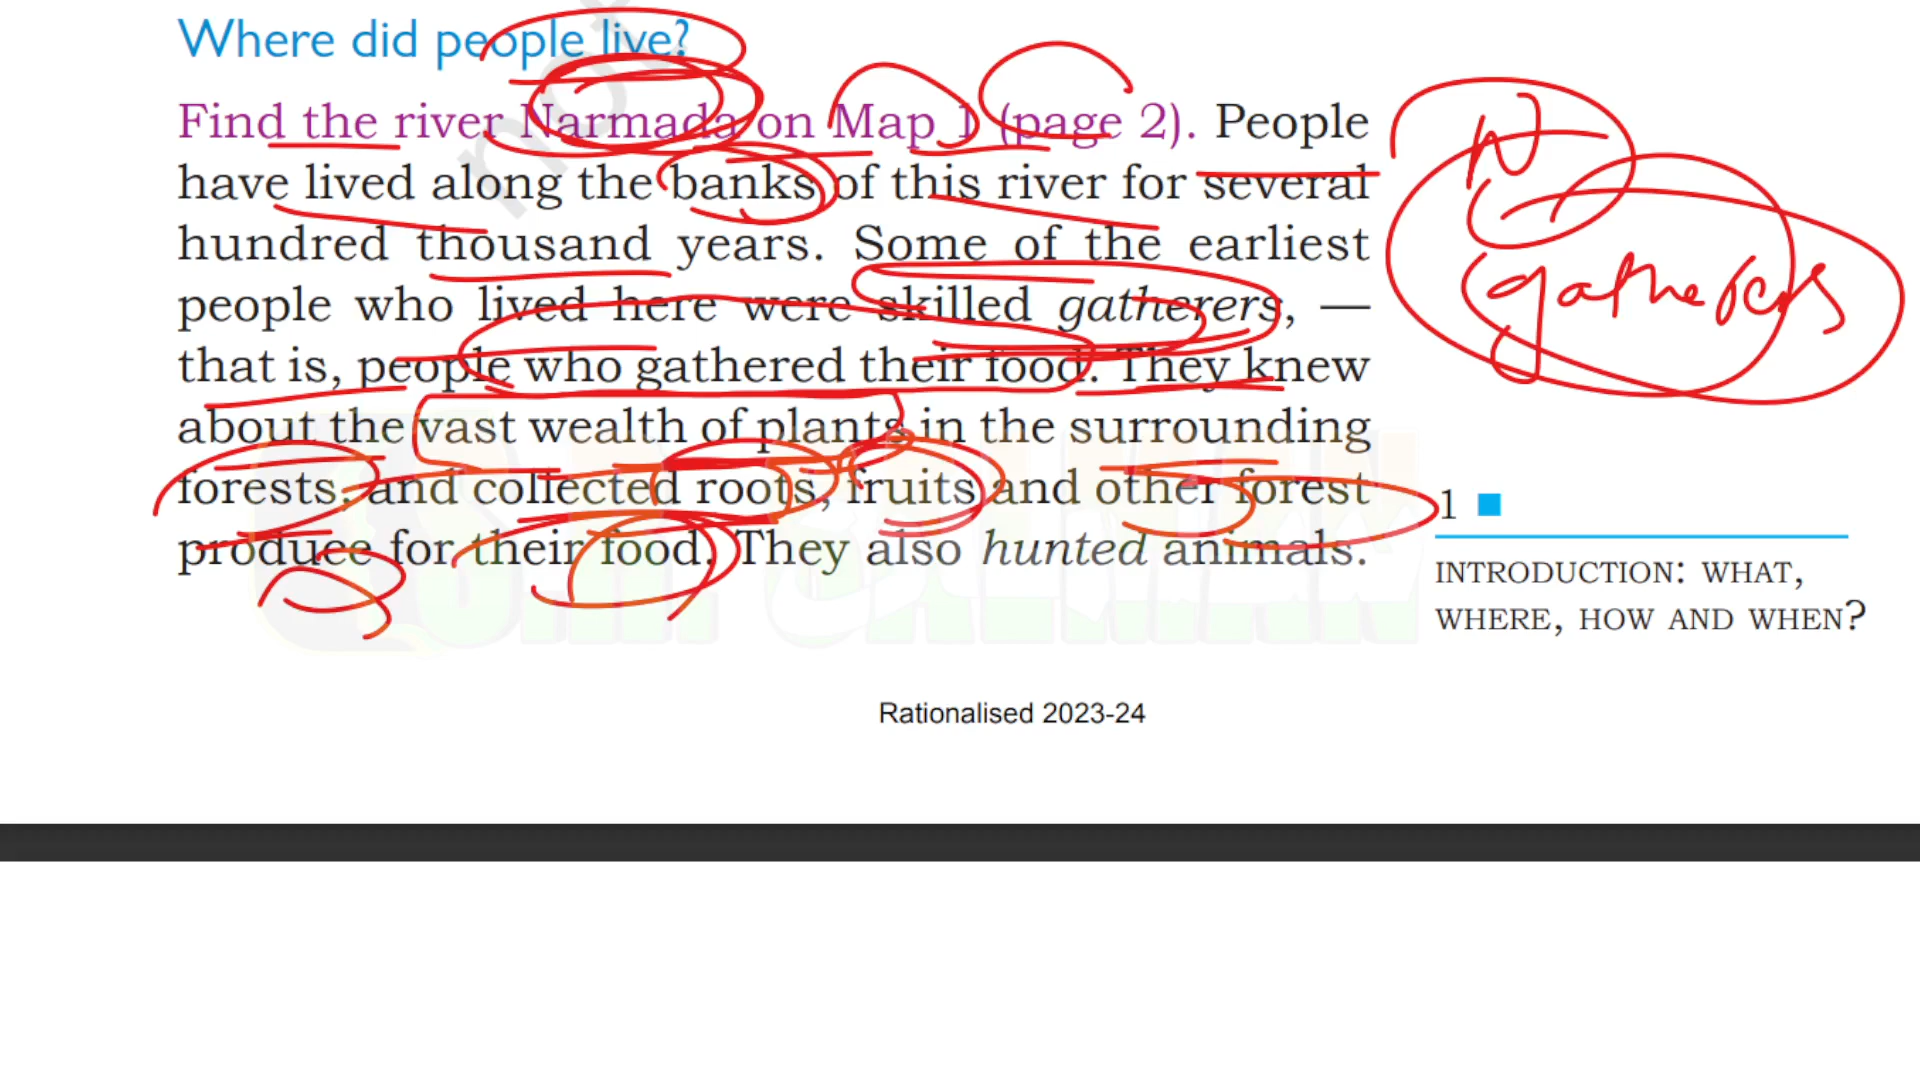 Where did people live?
Find the river Narmada on Map 1 (page 2). People
have lived along the banks of this river for several
hundred thousand years. Some of the earliest
people who lived here were skilled gatherers, —
that is, people who gathered their food. They knew
about the vast wealth of plants in the surrounding
forests, and collected roots, fruits and other forest
produce for their food. They also hunted animals.
N
gatherers
1
INTRODUCTION: WHAT,
WHERE, HOW AND WHEN?
Rationalised 2023-24
not